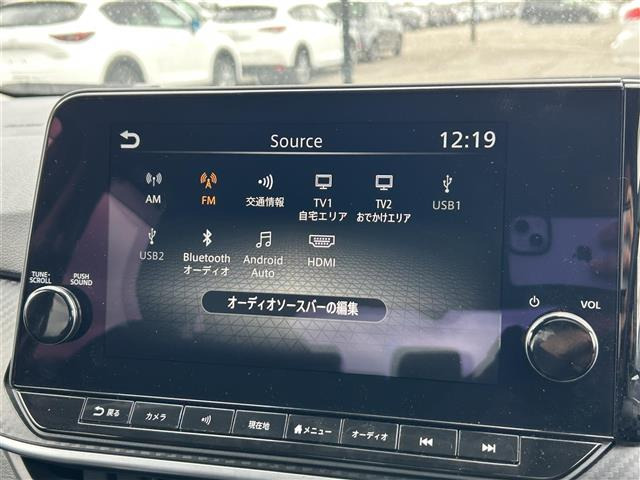 Source
12:19
AM
FM
交通情報
TV1
自宅エリア
TV2
おでかけエリア
USB1
USB2
Bluetooth
オーディオ
Android
Auto
HDMI
オーディオソースバーの編集
TUNE･
SCROLL
PUSH
SOUND
VOL
戻る
カメラ
現在地
メニュー
オーディオ